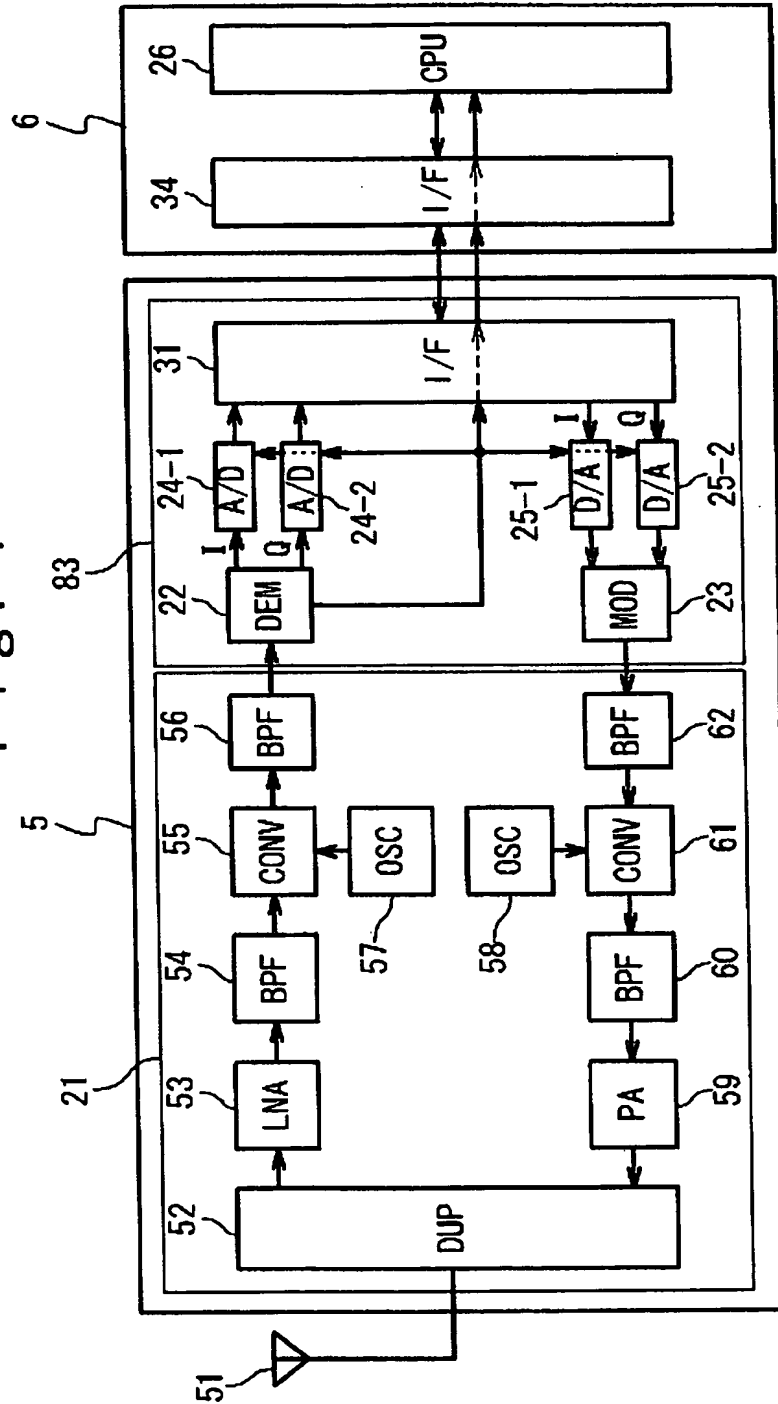 5
6
21
83
52
53
54
55
56
22
24-1
31
34
26
51
DUP
LNA
BPF
CONV
BPF
DEM
I
Q
A/D
A/D
24-2
I/F
I/F
CPU
OSC
57
58
OSC
25-1
I
Q
PA
BPF
CONV
BPF
MOD
D/A
D/A
25-2
59
60
61
62
23